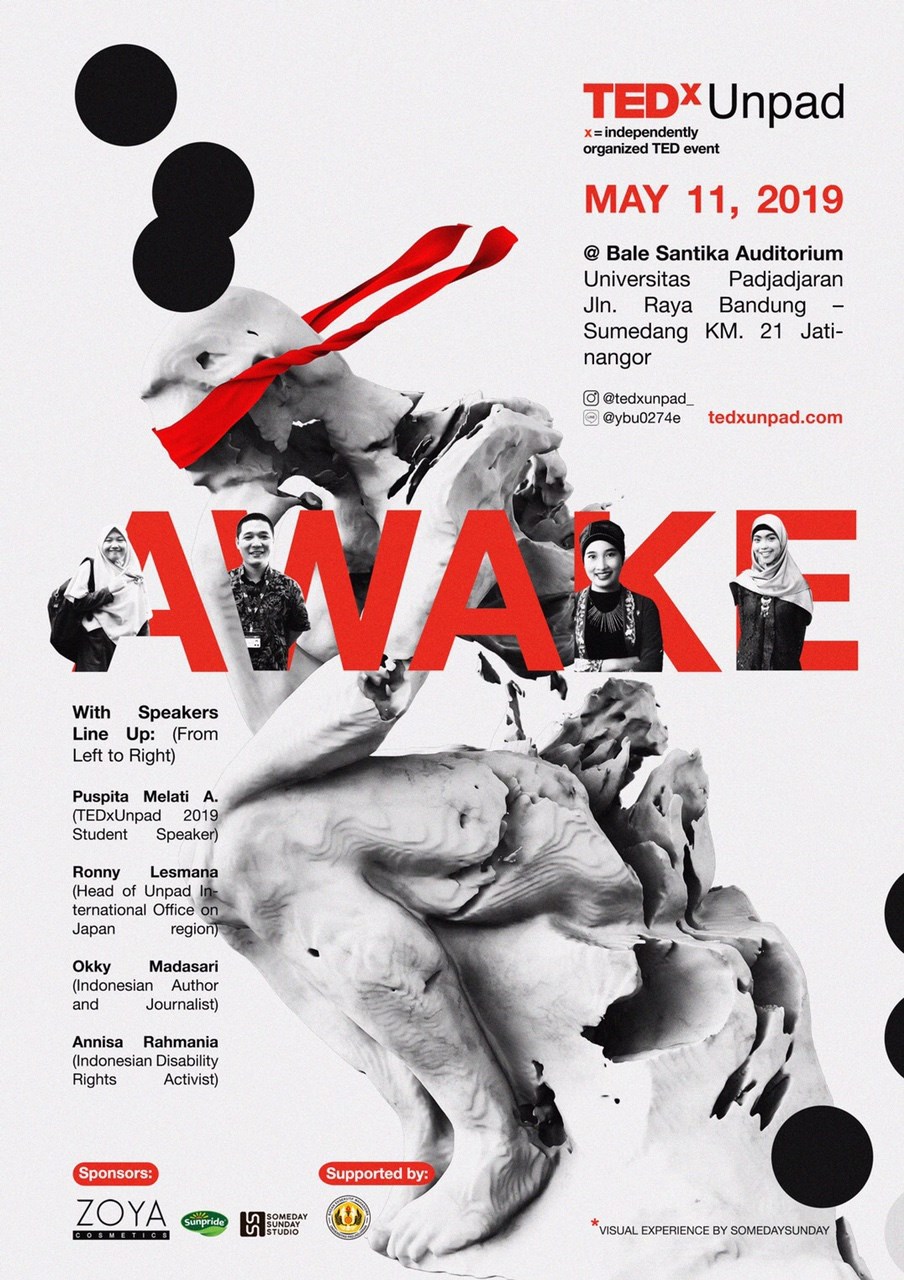 TEDx Unpad
x = independently
organized TED event
MAY 11, 2019
@ Bale Santika Auditorium
Universitas Padjadjaran
Jln. Raya Bandung –
Sumedang KM. 21 Jati-
nangor
@tedxunpad_
@ybu0274e
tedxunpad.com
AWAKE
With Speakers
Line Up: (From
Left to Right)
Puspita Melati A.
(TEDxUnpad 2019
Student Speaker)
Ronny Lesmana
(Head of Unpad In-
ternational Office on
Japan region)
Okky Madasari
(Indonesian Author
and Journalist)
Annisa Rahmania
(Indonesian Disability
Rights Activist)
Sponsors:
Supported by:
ZOYA
COSMETICS
Sunpride
SOMEDAY
SUNDAY
STUDIO
*VISUAL EXPERIENCE BY SOMEDAYSUNDAY